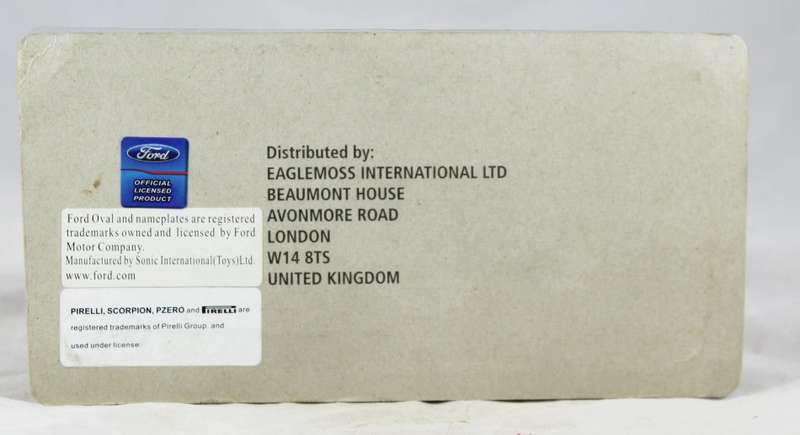 Ford
OFFICIAL
LICENSED
PRODUCT
Ford Oval and nameplates are registered
trademarks owned and licensed by Ford
Motor Company.
Manufactured by Sonic International(Toys)Ltd.
www.ford.com
PIRELLI, SCORPION, PZERO and PIRELLI are
registered trademarks of Pirelli Group. and
used under license:
Distributed by:
EAGLEMOSS INTERNATIONAL LTD
BEAUMONT HOUSE
AVONMORE ROAD
LONDON
W14 8TS
UNITED KINGDOM